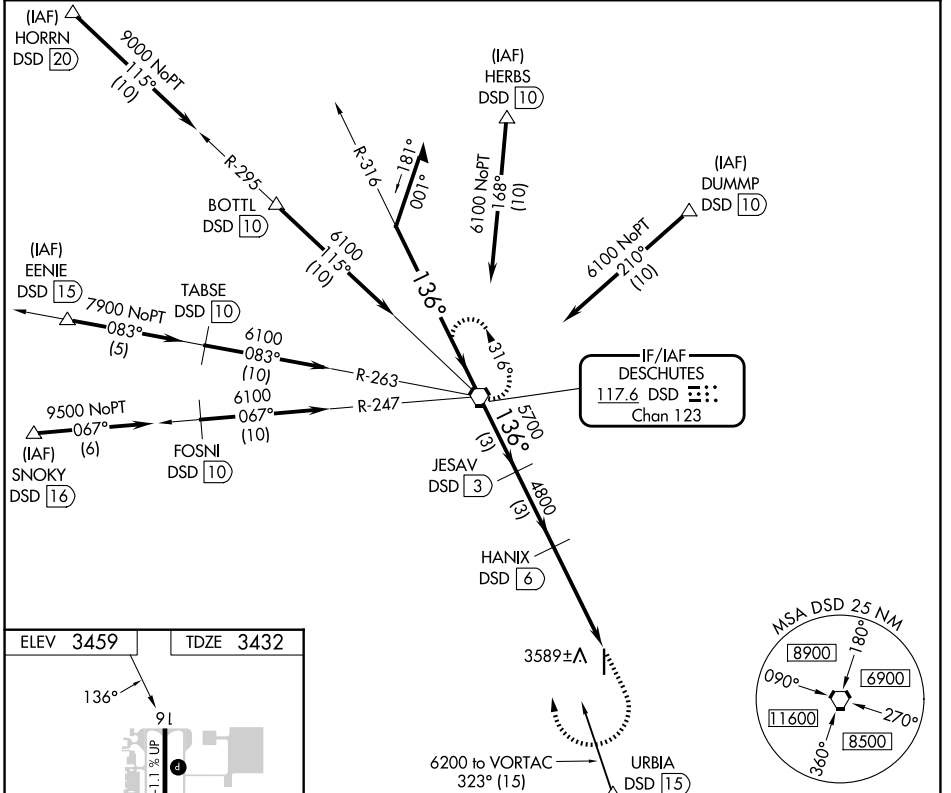 (IAF)
HORRN
DSD 20
9000 NoPT
115°
(10)
R-295
BOTTL
DSD 10
6100
115°
(10)
R-316
181°
001°
136°
(IAF)
HERBS
DSD 10
6100 NoPT
168°
(10)
(IAF)
DUMMP
DSD 10
6100 NoPT
210°
(10)
(IAF)
EENIE
DSD 15
7900 NoPT
083°
(5)
TABSE
DSD 10
6100
083°
(10)
R-263
316°
IF/IAF
DESCHUTES
117.6 DSD
Chan 123
9500 NoPT
067°
(6)
(IAF)
SNOKY
DSD 16
6100
067°
(10)
R-247
FOSNI
DSD 10
5700
136°
(3)
JESAV
DSD 3
4800
(3)
HANIX
DSD 6
3589±
6200 to VORTAC
323° (15)
URBIA
DSD 15
MSA DSD 25 NM
8900
180°
090°
6900
11600
270°
8500
360°
ELEV 3459
TDZE 3432
136°
16
1.1 % UP
P